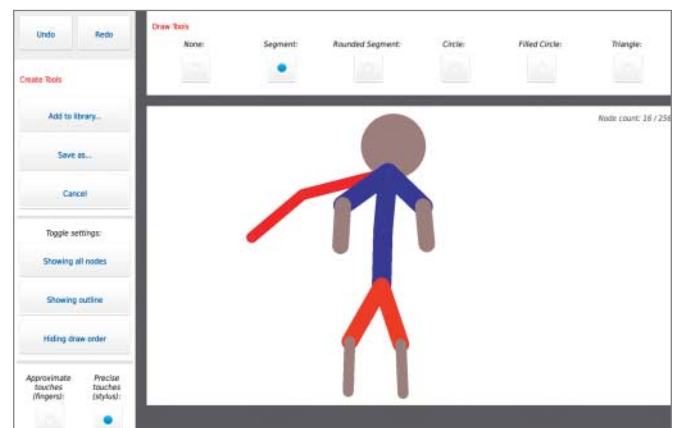 Undo
Redo
Create Tools
Add to library...
Save as...
Cancel
Toggle settings:
Showing all nodes
Showing outline
Hiding draw order
Approximate
touches
(fingers):
Precise
touches
(stylus):
Draw Tools
None:
Segment:
Rounded Segment:
Circle:
Filled Circle:
Triangle:
Node count: 16 / 256